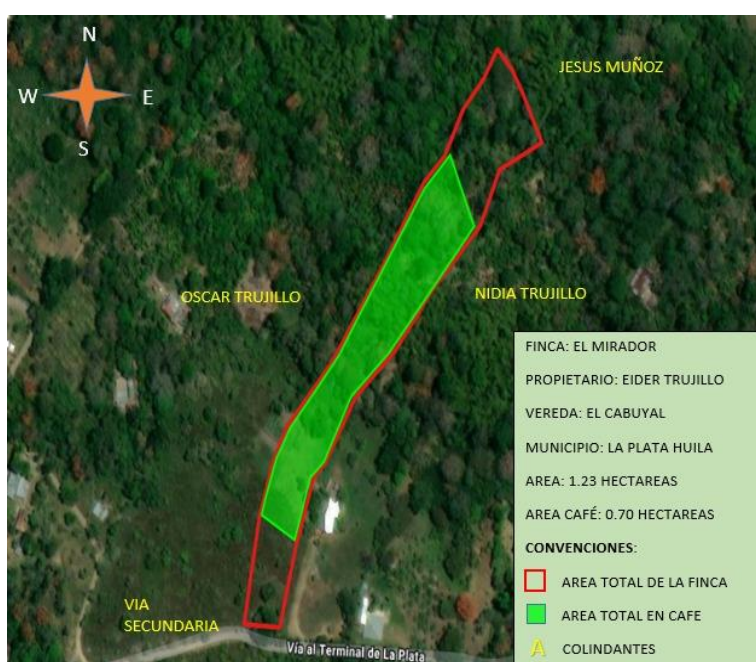 N
W E
S
JESUS MUÑOZ
OSCAR TRUJILLO
NIDIA TRUJILLO
FINCA: EL MIRADOR
PROPIETARIO: EIDER TRUJILLO
VEREDA: EL CABUYAL
MUNICIPIO: LA PLATA HUILA
AREA: 1.23 HECTAREAS
AREA CAFÉ: 0.70 HECTAREAS
CONVENCIONES:
AREA TOTAL DE LA FINCA
AREA TOTAL EN CAFE
A COLINDANTES
VIA
SECUNDARIA
Vía al Terminal de La Plata